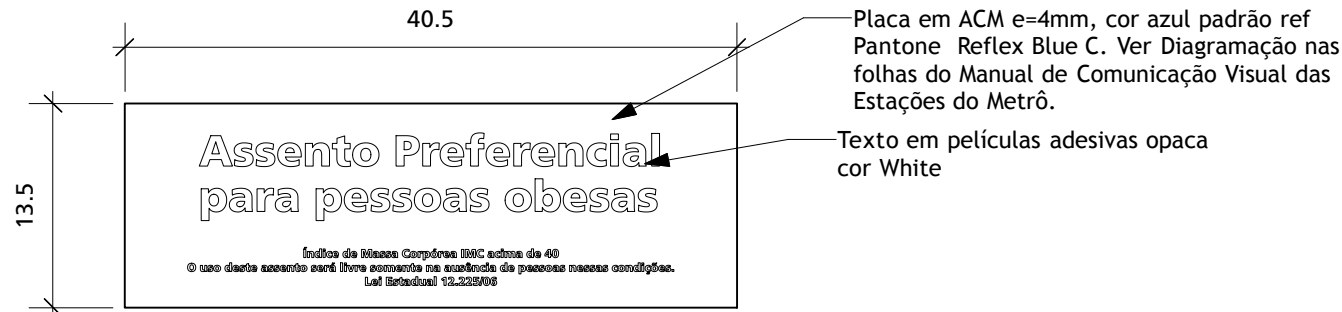 40.5
Placa em ACM e=4mm, cor azul padrão ref
Pantone Reflex Blue C. Ver Diagramação nas
folhas do Manual de Comunicação Visual das
Estações do Metrô.
Texto em películas adesivas opaca
cor White
13.5
Assento Preferencial
para pessoas obesas
Índice de Massa Corpórea IMC acima de 40
O uso deste assento será livre somente na ausência de pessoas nessas condições.
Lei Estadual 12.225/06